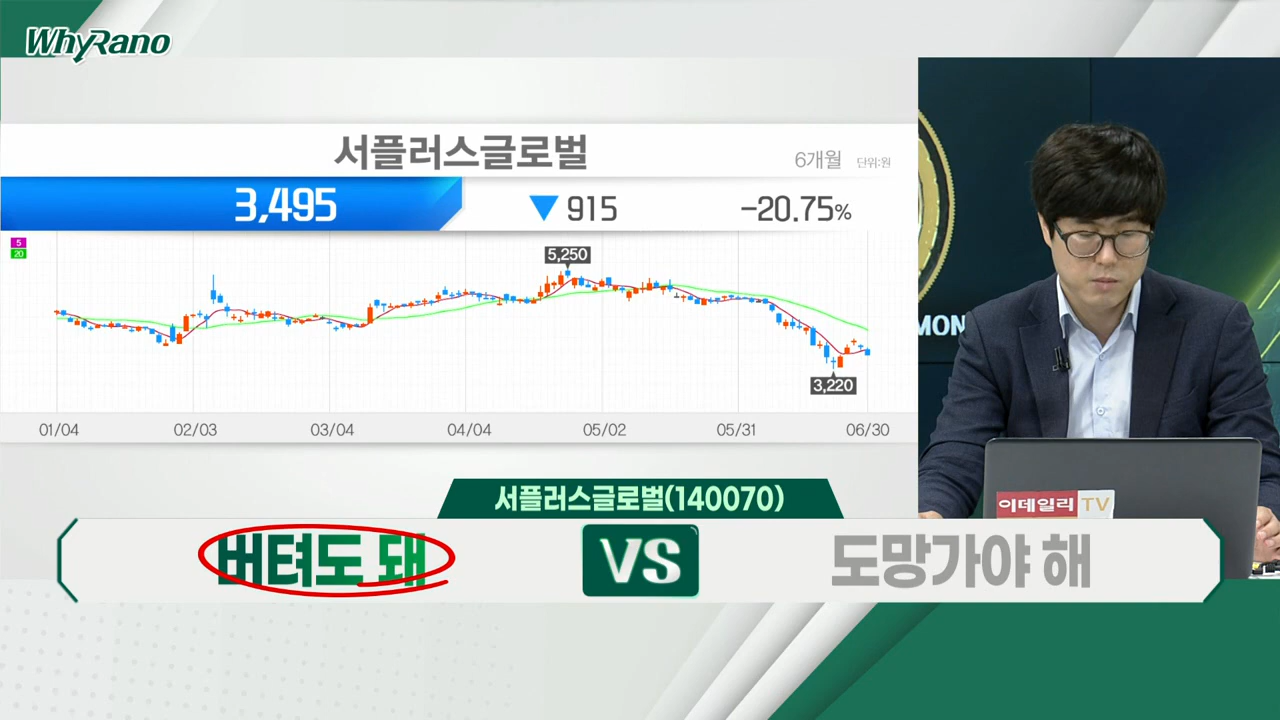 WhyRano
서플러스글로벌
6개월 단위:원
3,495 ▼ 915 -20.75%
5
20
5,250
3,220
01/04 02/03 03/04 04/04 05/02 05/31 06/30
MON
이데일리 TV
서플러스글로벌(140070)
버텨도 돼 VS 도망가야 해